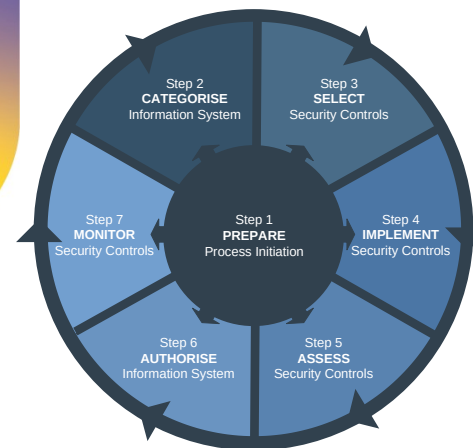 Step 1
PREPARE
Process Initiation
Step 2
CATEGORISE
Information System
Step 3
SELECT
Security Controls
Step 4
IMPLEMENT
Security Controls
Step 5
ASSESS
Security Controls
Step 6
AUTHORISE
Information System
Step 7
MONITOR
Security Controls